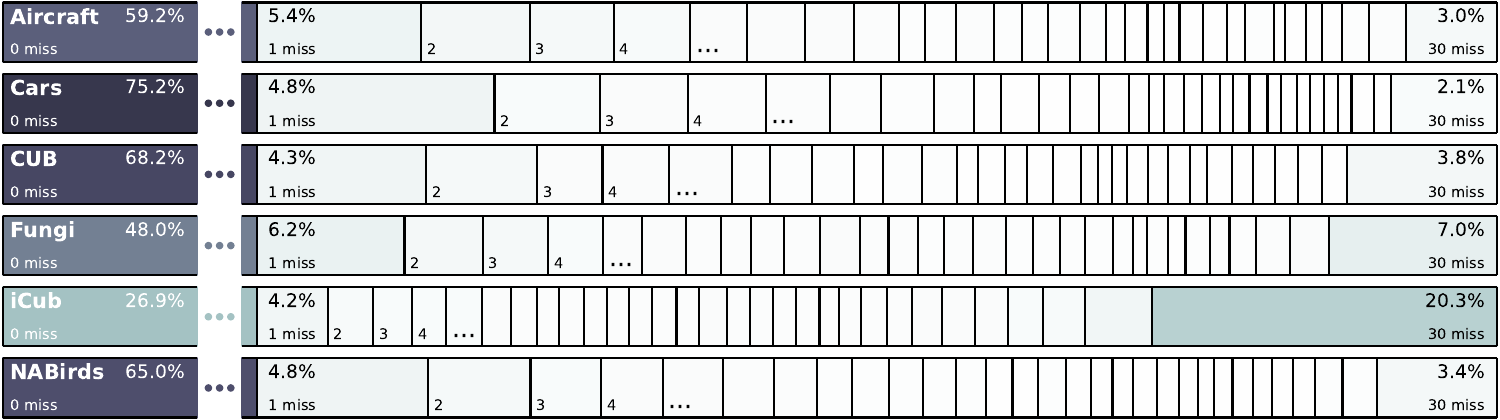 Aircraft 59.2% 5.4% 3.0%
0 miss ... 1 miss 2 3 4 ... 30 miss
Cars 75.2% 4.8% 2.1%
0 miss ... 1 miss 2 3 4 ... 30 miss
CUB 68.2% 4.3% 3.8%
0 miss ... 1 miss 2 3 4 ... 30 miss
Fungi 48.0% 6.2% 7.0%
0 miss ... 1 miss 2 3 4 ... 30 miss
iCub 26.9% 4.2% 20.3%
0 miss ... 1 miss 2 3 4 ... 30 miss
NABirds 65.0% 4.8% 3.4%
0 miss ... 1 miss 2 3 4 ... 30 miss